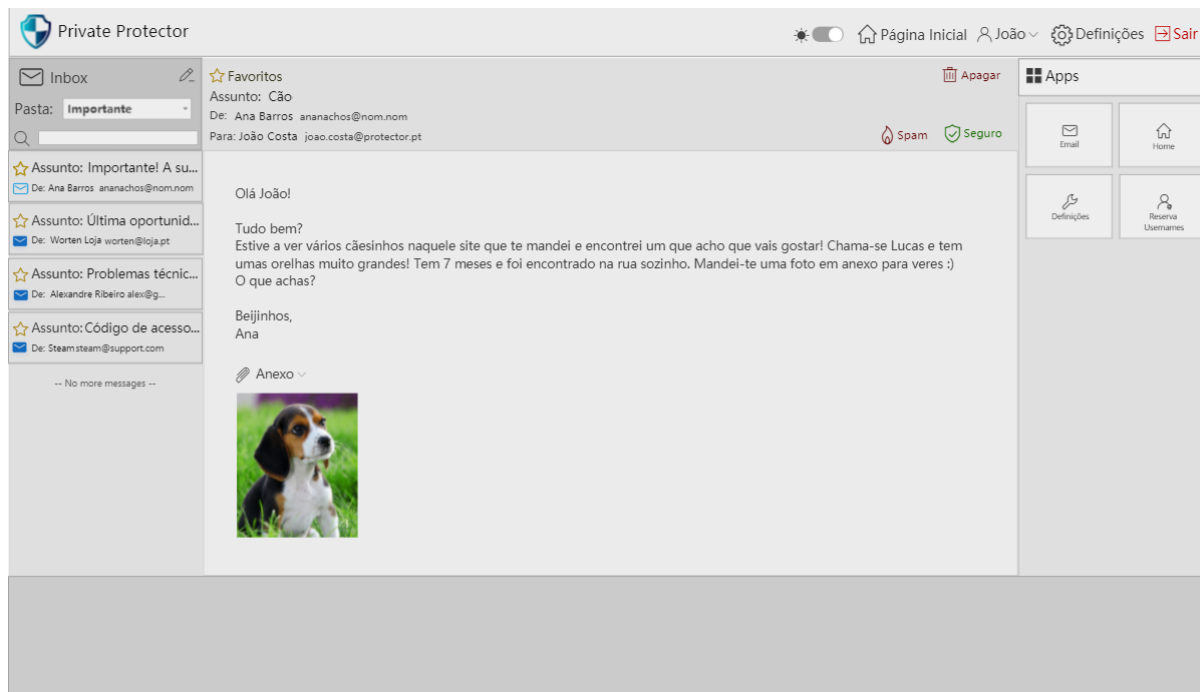 Private Protector
Página Inicial
João
Definições
Sair
Inbox
Pasta: Importante
Assunto: Importante! A su...
De: Ana Barros ananachos@nom.nom
Assunto: Última oportunid...
De: Worten Loja worten@loja.pt
Assunto: Problemas técnic...
De: Alexandre Ribeiro alex@g...
Assunto: Código de acesso...
De: Steam steam@support.com
-- No more messages --
Favoritos
Apagar
Assunto: Cão
De: Ana Barros ananachos@nom.nom
Para: João Costa joao.costa@protector.pt
Spam
Seguro
Olá João!
Tudo bem?
Estive a ver vários cãesinhos naquele site que te mandei e encontrei um que acho que vais gostar! Chama-se Lucas e tem
umas orelhas muito grandes! Tem 7 meses e foi encontrado na rua sozinho. Mandei-te uma foto em anexo para veres :)
O que achas?
Beijinhos,
Ana
Anexo
Apps
Email
Home
Definições
Reserva
Usernames